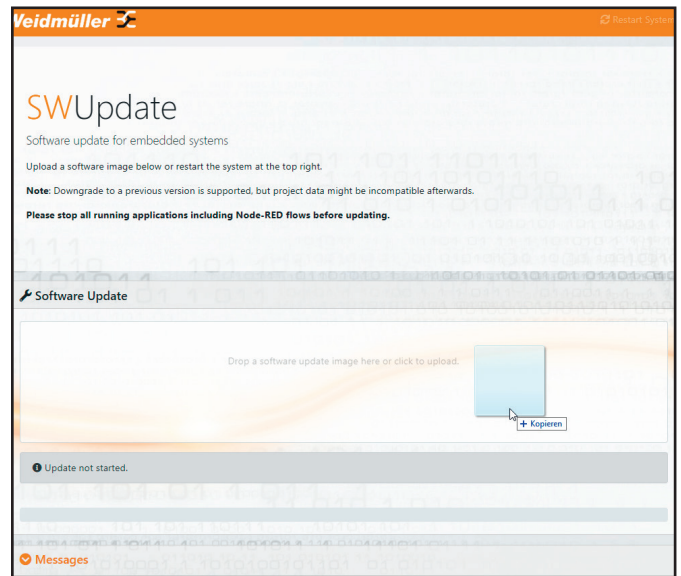 Weidmüller
Restart System
SWUpdate
Software update for embedded systems
Upload a software image below or restart the system at the top right.
Note: Downgrade to a previous version is supported, but project data might be incompatible afterwards.
Please stop all running applications including Node-RED flows before updating.
Software Update
Drop a software update image here or click to upload.
+ Kopieren
Update not started.
Messages